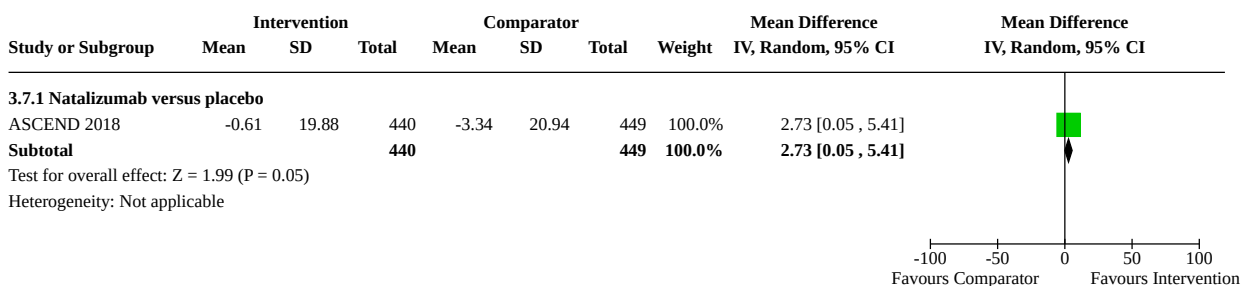 Intervention Comparator Mean Difference Mean Difference
Study or Subgroup Mean SD Total Mean SD Total Weight IV, Random, 95% CI IV, Random, 95% CI
3.7.1 Natalizumab versus placebo
ASCEND 2018 -0.61 19.88 440 -3.34 20.94 449 100.0% 2.73 [0.05 , 5.41]
Subtotal 440 449 100.0% 2.73 [0.05 , 5.41]
Test for overall effect: Z = 1.99 (P = 0.05)
Heterogeneity: Not applicable
-100 -50 0 50 100
Favours Comparator Favours Intervention